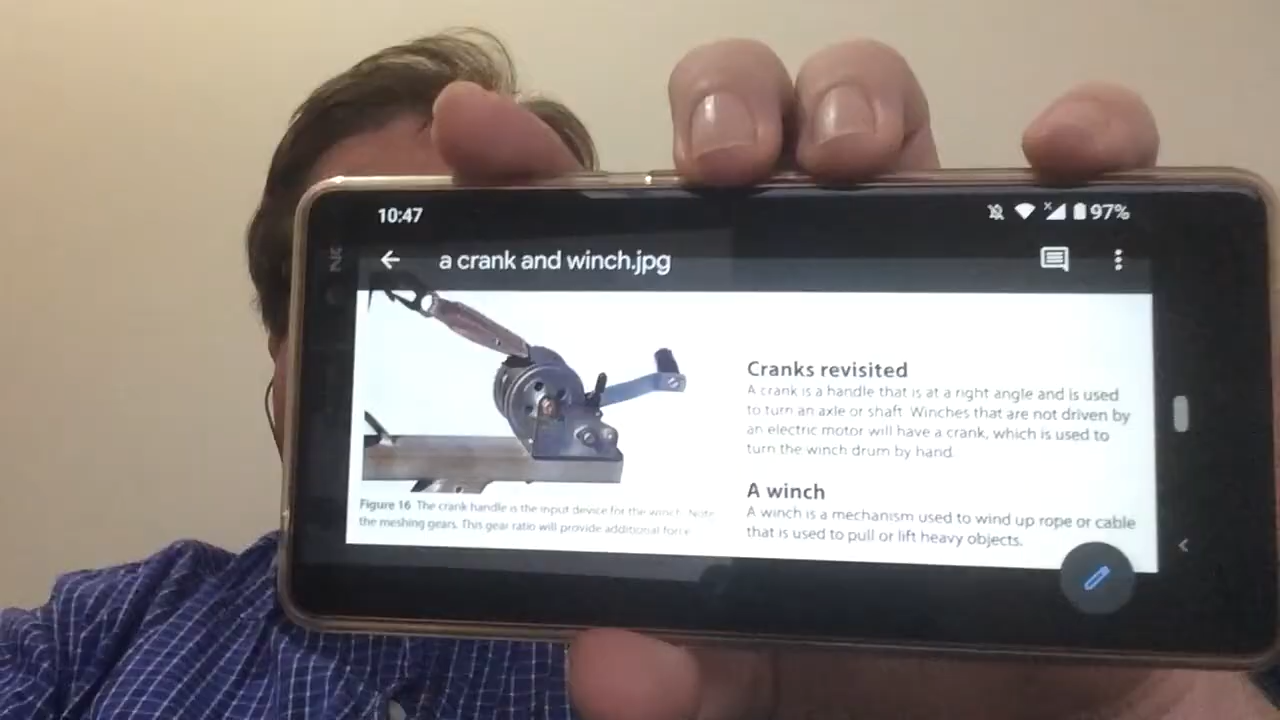 10:47
97%
a crank and winch.jpg
Cranks revisited
A crank is a handle that is at a right angle and is used
to turn an axle or shaft. Winches that are not driven by
an electric motor will have a crank, which is used to
turn the winch drum by hand.
A winch
A winch is a mechanism used to wind up rope or cable
that is used to pull or lift heavy objects.
Figure 16 The crank handle is the input device for the winch. Note
the meshing gears. This gear ratio will provide additional force.